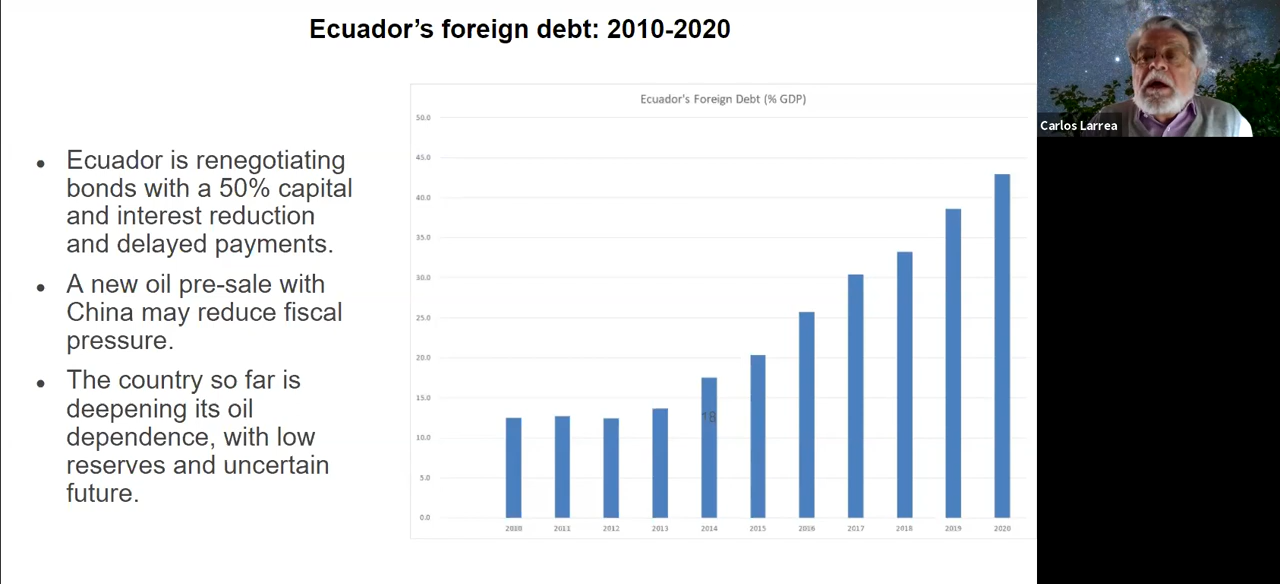 Ecuador's foreign debt: 2010-2020
• Ecuador is renegotiating
bonds with a 50% capital
and interest reduction
and delayed payments.
• A new oil pre-sale with
China may reduce fiscal
pressure.
• The country so far is
deepening its oil
dependence, with low
reserves and uncertain
future.
Ecuador's Foreign Debt (% GDP)
50.0
45.0
40.0
35.0
30.0
25.0
20.0
15.0
10.0
5.0
0.0
18
2010 2011 2012 2013 2014 2015 2016 2017 2018 2019 2020
Carlos Larrea